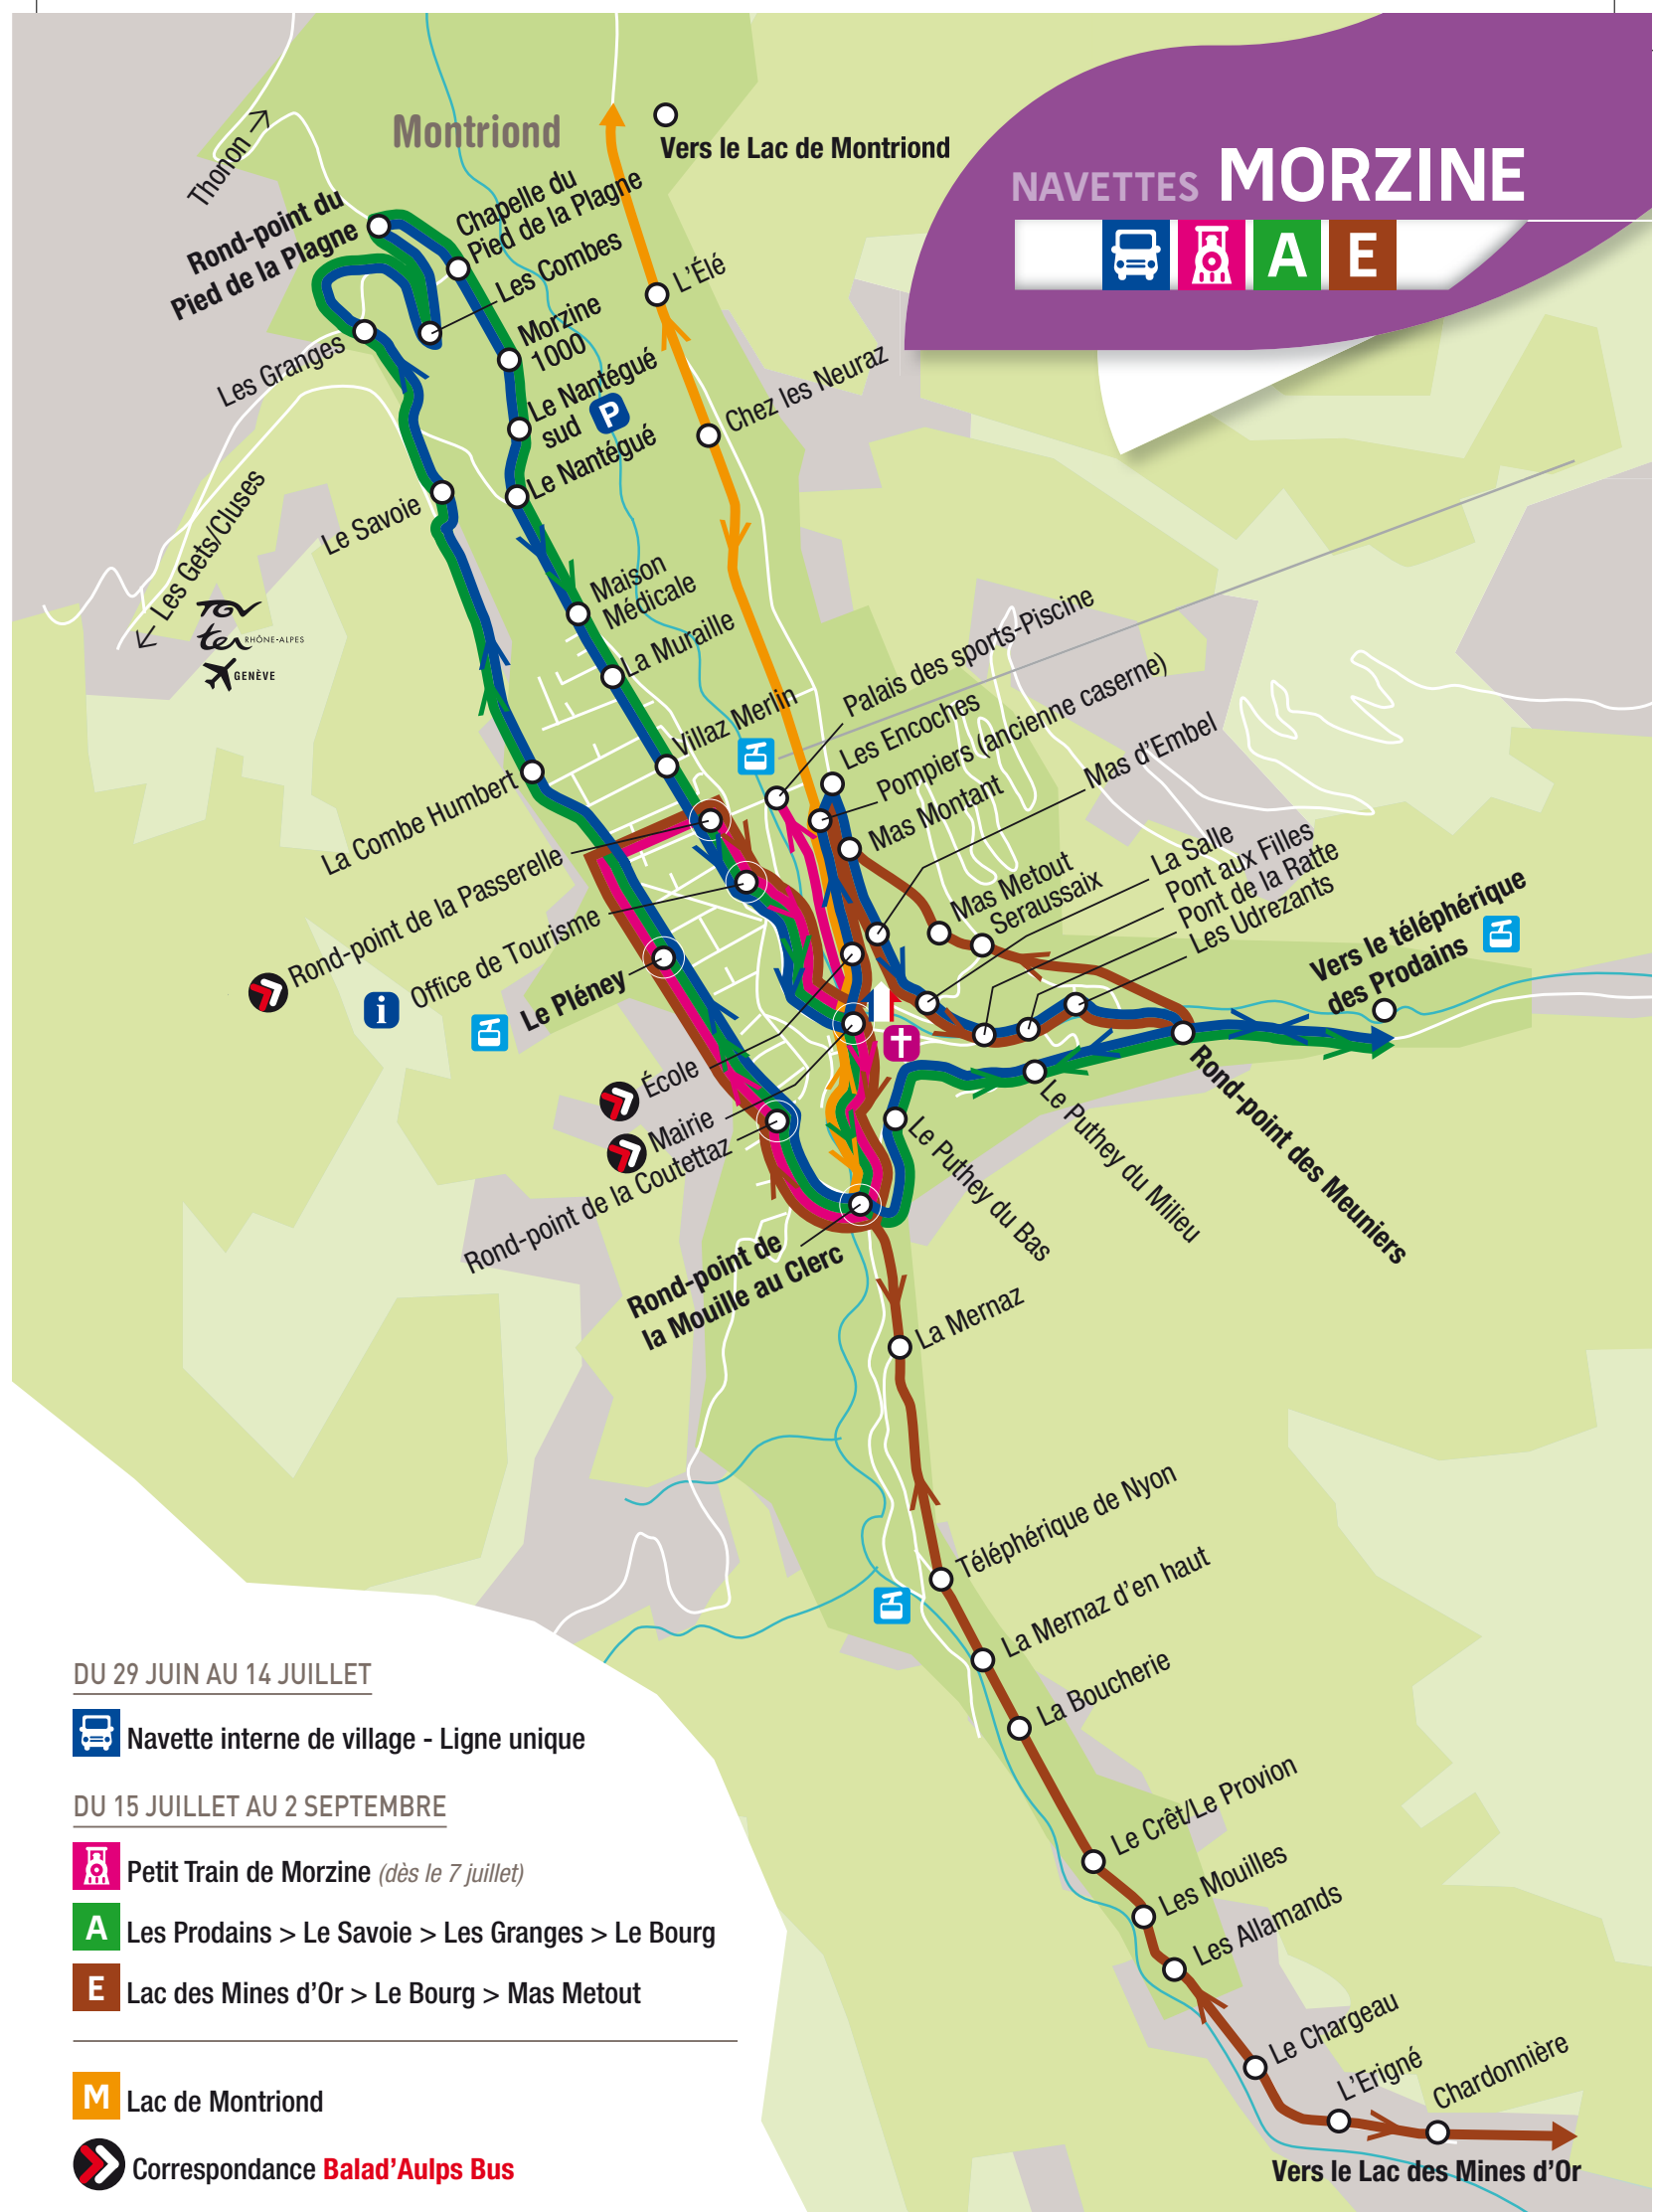 NAVETTES MORZINE
A E
Montriond
Vers le Lac de Montriond
Thonon
Rond-point du
Pied de la Plagne
Chapelle du
Pied de la Plagne
Les Combes
L'Élé
Morzine
1000
Les Granges
Le Nantégué
sud
P
Chez les Neuraz
Le Nantégué
Le Savoie
Les Gets/Cluses
TGV
ter RHÔNE-ALPES
GENÈVE
Maison
Médicale
La Muraille
Villaz Merlin
Palais des sports-Piscine
Les Encoches
Pompiers (ancienne caserne)
Mas Montant
Mas d'Embel
La Combe Humbert
Rond-point de la Passerelle
i Office de Tourisme
Le Pléney
Mas Metout
Seraussaix
La Salle
Pont aux Filles
Pont de la Ratte
Les Udrezants
Vers le téléphérique
des Prodains
École
Mairie
Rond-point de la Coutettaz
Rond-point de
la Mouille au Clerc
Le Puthey du Bas
Le Puthey du Milieu
Rond-point des Meuniers
La Mernaz
Téléphérique de Nyon
La Mernaz d'en haut
La Boucherie
Le Crêt/Le Provion
Les Mouilles
Les Allamands
Le Chargeau
L'Erigné
Chardonnière
Vers le Lac des Mines d'Or
DU 29 JUIN AU 14 JUILLET
Navette interne de village - Ligne unique
DU 15 JUILLET AU 2 SEPTEMBRE
Petit Train de Morzine (dès le 7 juillet)
A Les Prodains > Le Savoie > Les Granges > Le Bourg
E Lac des Mines d'Or > Le Bourg > Mas Metout
M Lac de Montriond
Correspondance Balad'Aulps Bus